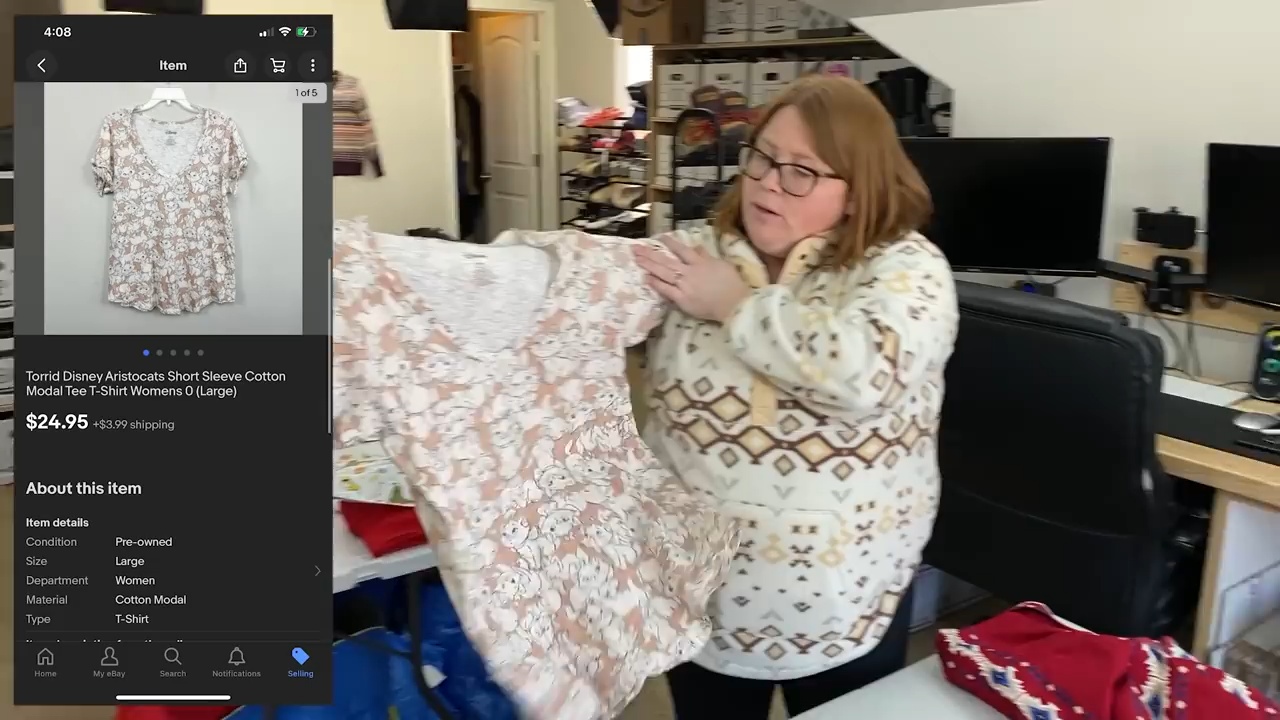 4:08
Item
1 of 5
Torrid Disney Aristocats Short Sleeve Cotton
Modal Tee T-Shirt Womens 0 (Large)
$24.95 +$3.99 shipping
About this item
Item details
Condition Pre-owned
Size Large
Department Women
Material Cotton Modal
Type T-Shirt
Home My eBay Search Notifications Selling